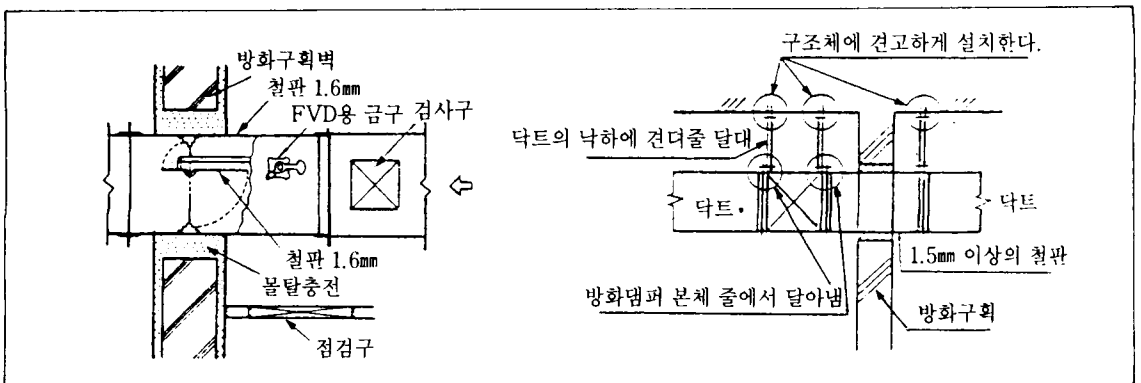 방화구획벽
철판 1.6mm
FVD용 금구 검사구
철판 1.6mm
몰탈충전
점검구
구조체에 견고하게 설치한다.
닥트의 낙하에 견뎌줄 달대
닥트.
닥트
1.5mm 이상의 철판
방화댐퍼 본체 줄에서 달아냄
방화구획